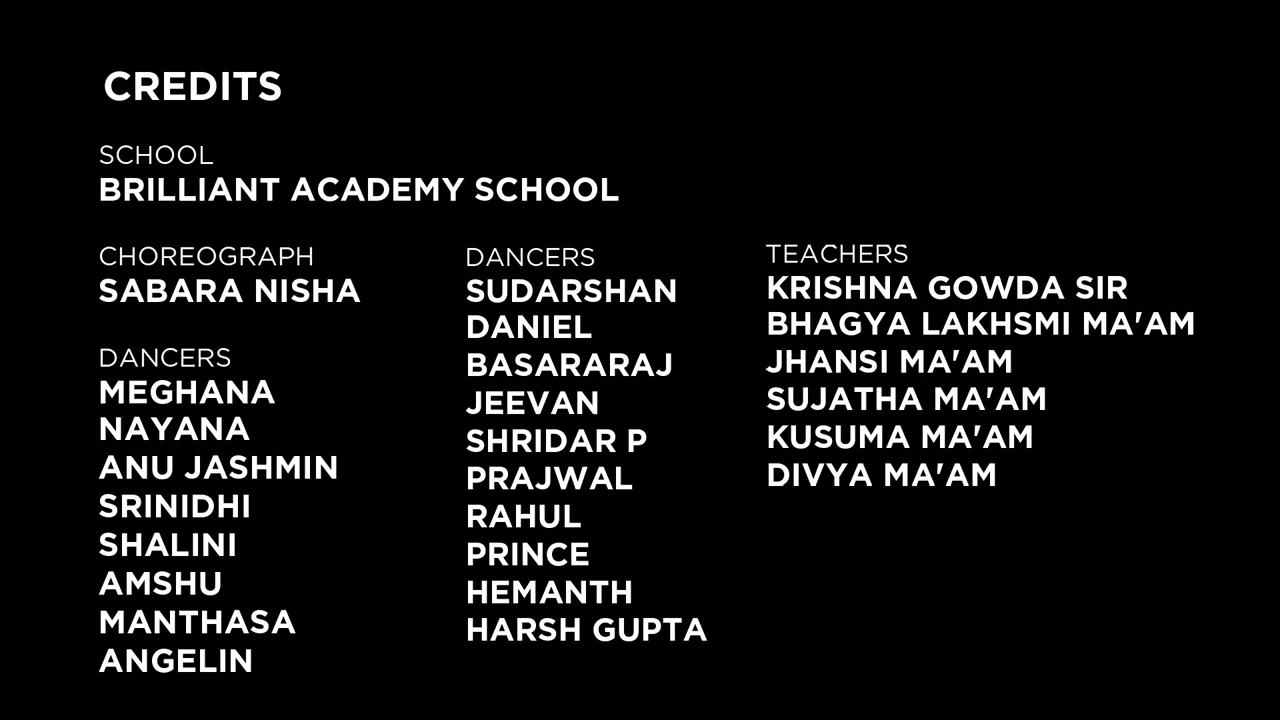 CREDITS
SCHOOL
BRILLIANT ACADEMY SCHOOL
CHOREOGRAPH
SABARA NISHA
DANCERS
MEGHANA
NAYANA
ANU JASHMIN
SRINIDHI
SHALINI
AMSHU
MANTHASA
ANGELIN
DANCERS
SUDARSHAN
DANIEL
BASARARAJ
JEEVAN
SHRIDAR P
PRAJWAL
RAHUL
PRINCE
HEMANTH
HARSH GUPTA
TEACHERS
KRISHNA GOWDA SIR
BHAGYA LAKHSMI MA'AM
JHANSI MA'AM
SUJATHA MA'AM
KUSUMA MA'AM
DIVYA MA'AM